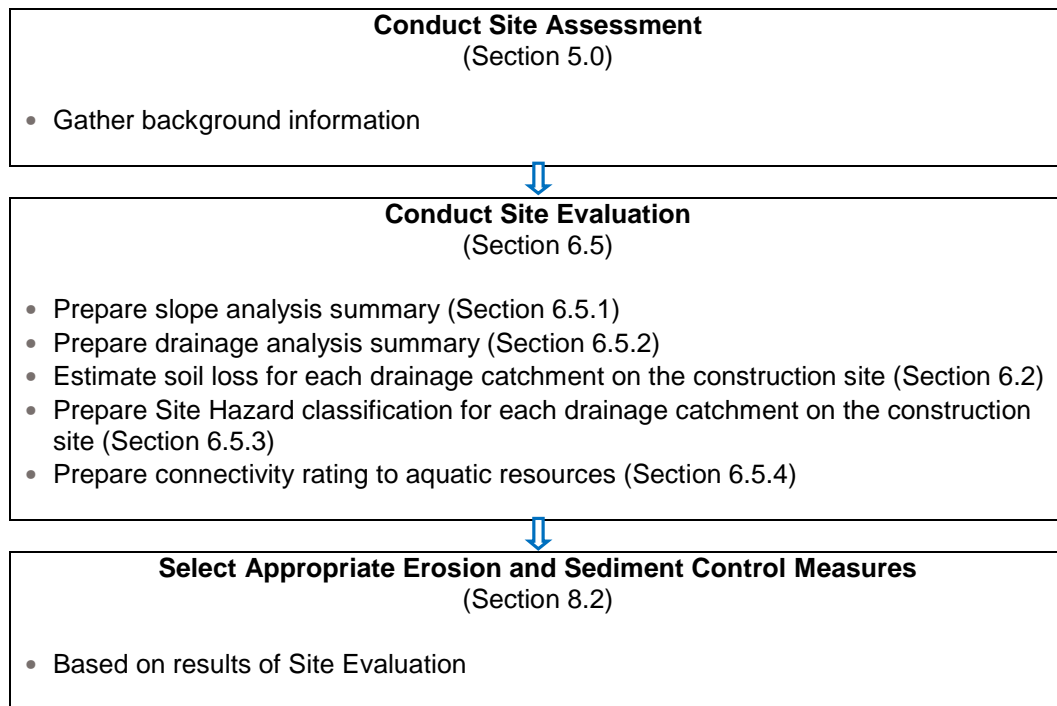 Conduct Site Assessment
(Section 5.0)
• Gather background information
Conduct Site Evaluation
(Section 6.5)
• Prepare slope analysis summary (Section 6.5.1)
• Prepare drainage analysis summary (Section 6.5.2)
• Estimate soil loss for each drainage catchment on the construction site (Section 6.2)
• Prepare Site Hazard classification for each drainage catchment on the construction
site (Section 6.5.3)
• Prepare connectivity rating to aquatic resources (Section 6.5.4)
Select Appropriate Erosion and Sediment Control Measures
(Section 8.2)
• Based on results of Site Evaluation